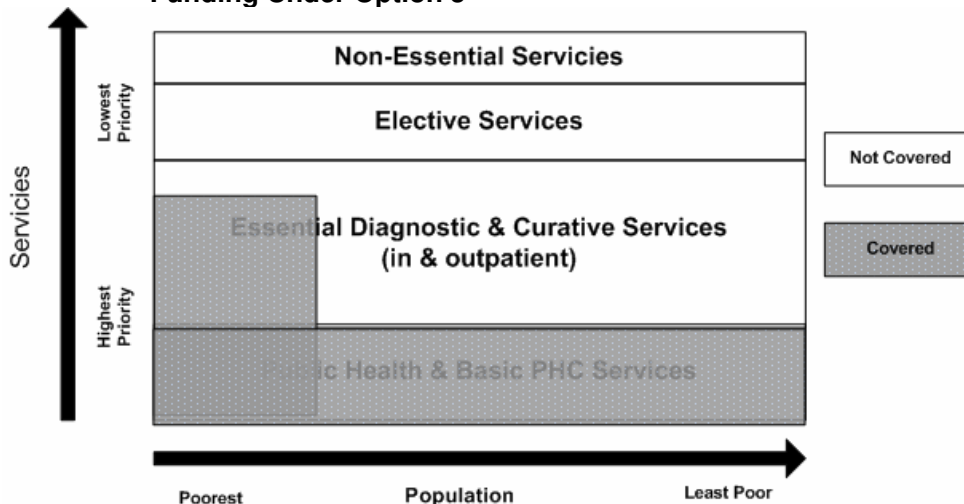 Funding Under Option 3
Non-Essential Servicies
Elective Services
Essential Diagnostic & Curative Services
(in & outpatient)
Public Health & Basic PHC Services
Servicies
Lowest
Priority
Highest
Priority
Not Covered
Covered
Poorest
Population
Least Poor